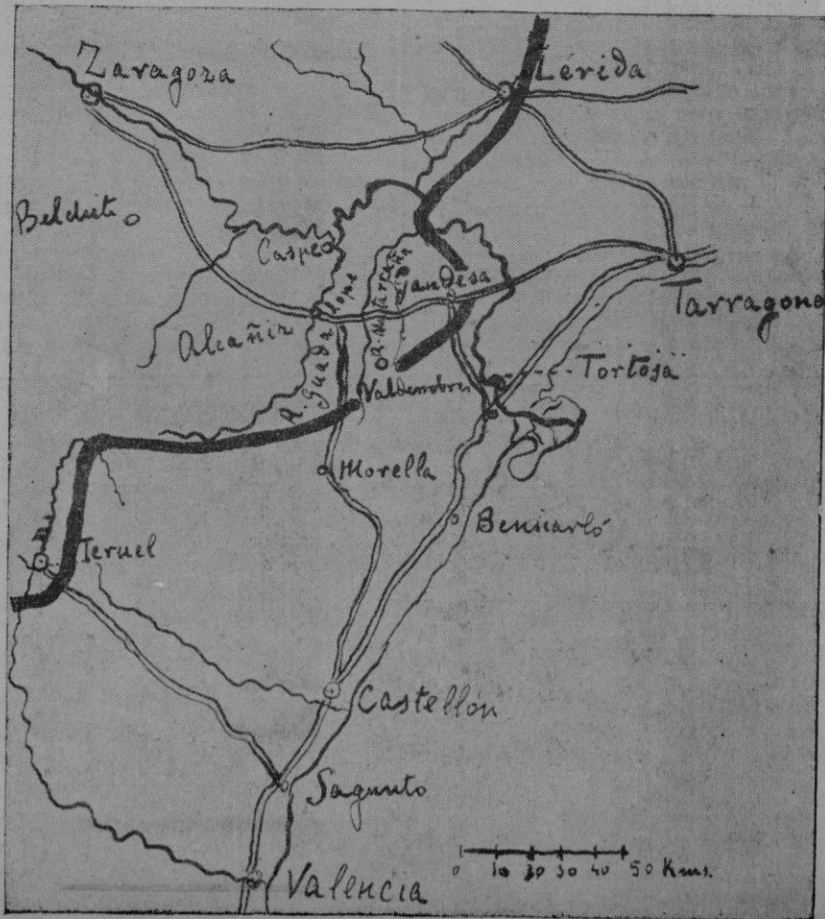 Zaragoza
Lérida
Belchite
Caspe
Gandesa
Tarragona
Alcañiz
R. Guadalope
Tortosa
Valderrobres
Morella
Benicarló
Teruel
Castellón
Sagunto
Valencia
0 10 20 30 40 50 Kms.